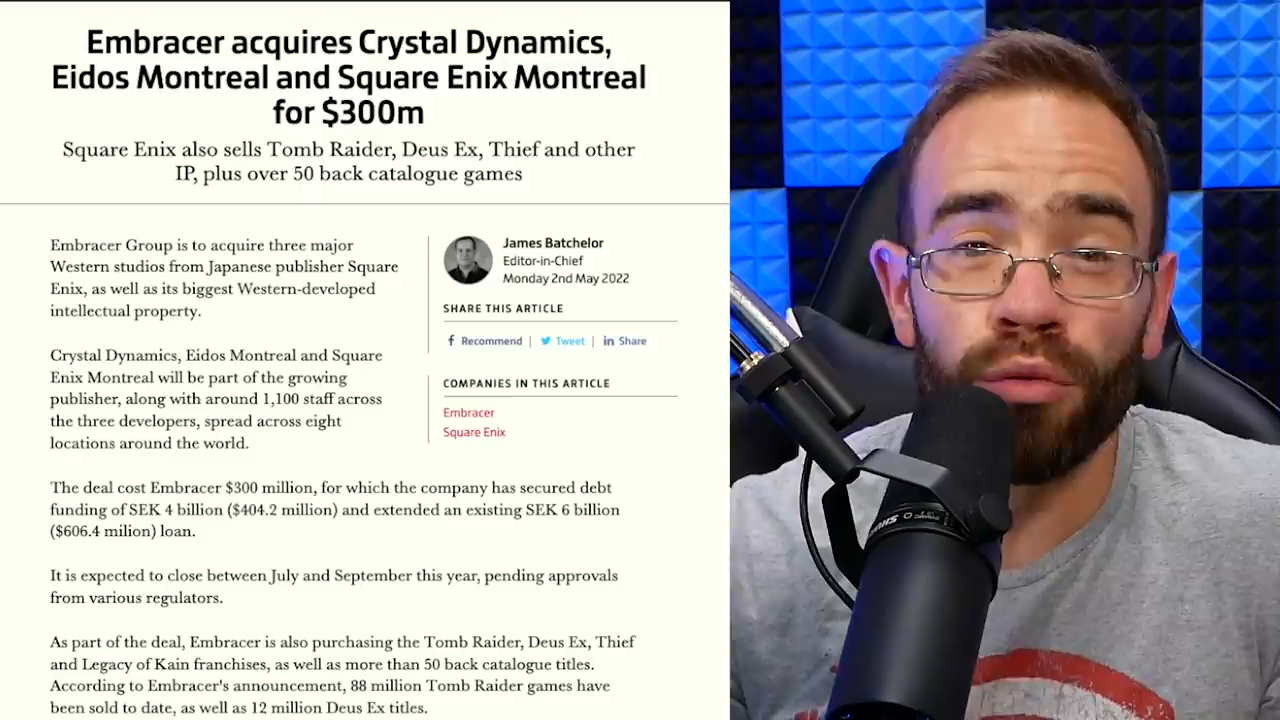 Embracer acquires Crystal Dynamics,
Eidos Montreal and Square Enix Montreal
for $300m
Square Enix also sells Tomb Raider, Deus Ex, Thief and other
IP, plus over 50 back catalogue games
Embracer Group is to acquire three major
Western studios from Japanese publisher Square
Enix, as well as its biggest Western-developed
intellectual property.
Crystal Dynamics, Eidos Montreal and Square
Enix Montreal will be part of the growing
publisher, along with around 1,100 staff across
the three developers, spread across eight
locations around the world.
James Batchelor
Editor-in-Chief
Monday 2nd May 2022
SHARE THIS ARTICLE
Recommend | Tweet | in Share
COMPANIES IN THIS ARTICLE
Embracer
Square Enix
The deal cost Embracer $300 million, for which the company has secured debt
funding of SEK 4 billion ($404.2 million) and extended an existing SEK 6 billion
($606.4 milion) loan.
It is expected to close between July and September this year, pending approvals
from various regulators.
As part of the deal, Embracer is also purchasing the Tomb Raider, Deus Ex, Thief
and Legacy of Kain franchises, as well as more than 50 back catalogue titles.
According to Embracer's announcement, 88 million Tomb Raider games have
been sold to date, as well as 12 million Deus Ex titles.